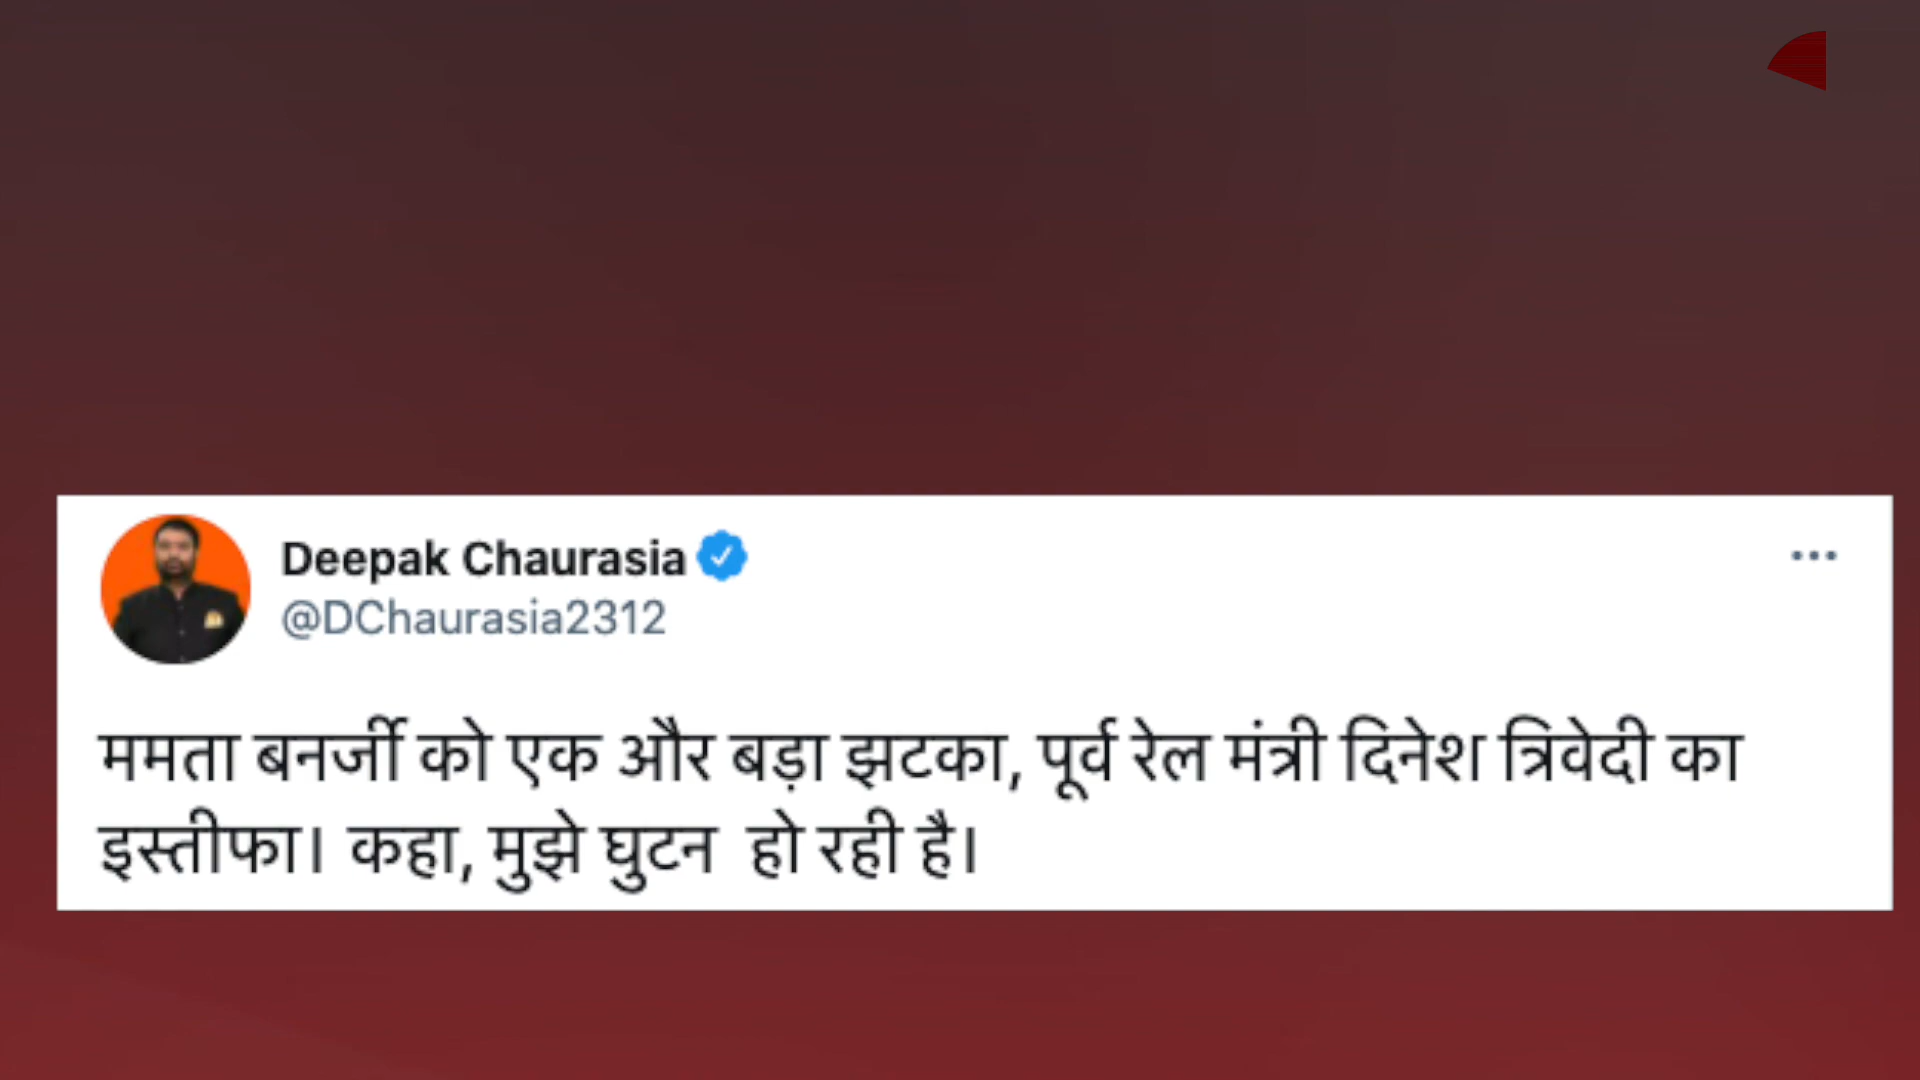 Deepak Chaurasia
@DChaurasia2312
ममता बनर्जी को एक और बड़ा झटका, पूर्व रेल मंत्री दिनेश त्रिवेदी का
इस्तीफा। कहा, मुझे घुटन  हो रही है।